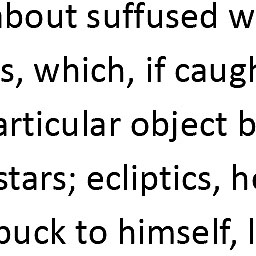 about suffused w
s, which, if caugh
articular object b
stars; ecliptics, he
buck to himself, l